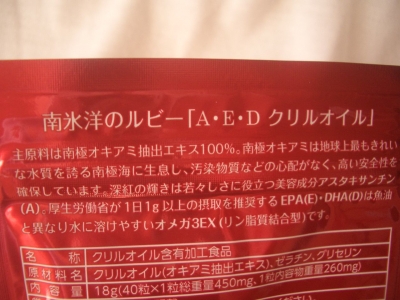 南氷洋のルビー「A・E・D クリルオイル」
主原料は南極オキアミ抽出エキス100%。南極オキアミは地球上最もきれい
な水質を誇る南極海に生息し、汚染物質などの心配がなく、高い安全性を
確保しています。深紅の輝きは若々しさに役立つ美容成分アスタキサンチン
(A)。厚生労働省が1日1g以上の摂取を推奨するEPA(E)・DHA(D)は魚油
と異なり水に溶けやすいオメガ3EX(リン脂質結合型)です。
名称 クリルオイル含有加工食品
原材料名 クリルオイル(オキアミ抽出エキス)、ゼラチン、グリセリン
内容量 18g(40粒×1粒総重量450mg、1粒内容物重量260mg)